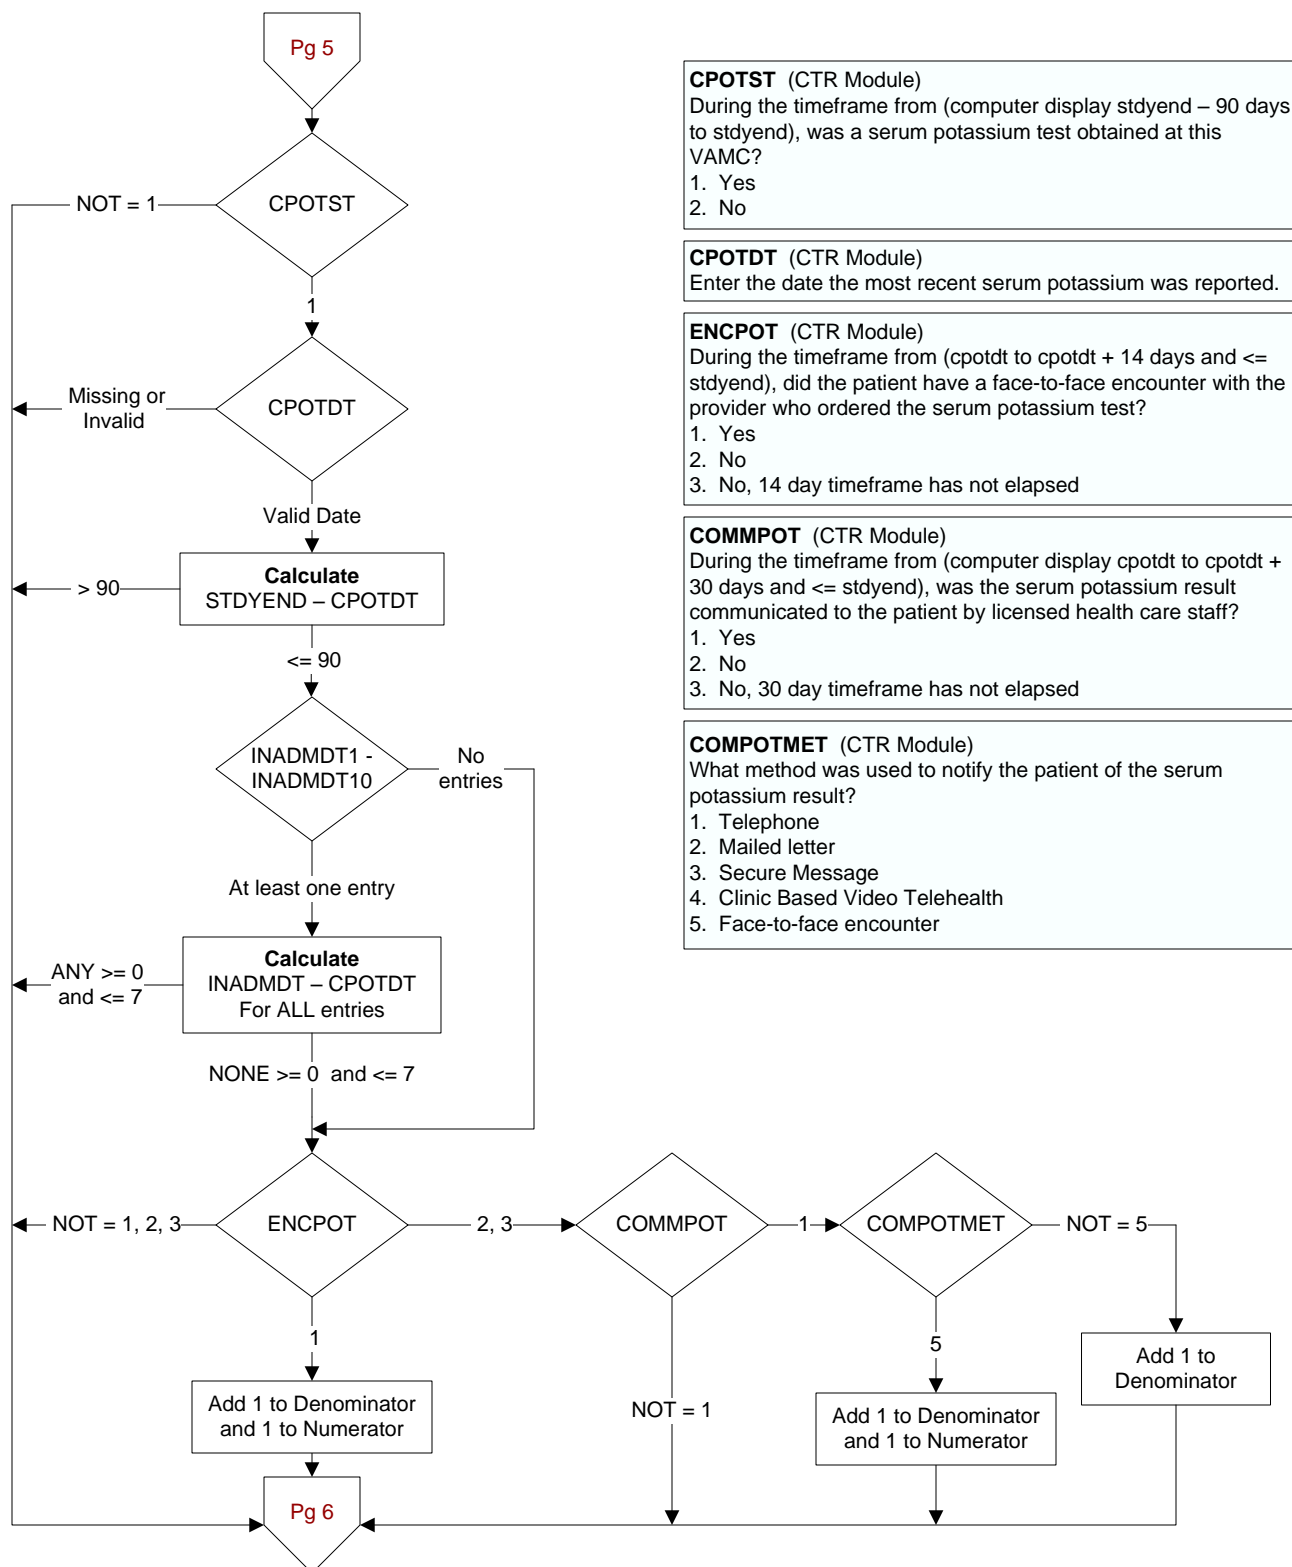 Pg 5
CPOTST
NOT = 1
1
CPOTDT
Missing or
Invalid
Valid Date
Calculate
STDYEND – CPOTDT
> 90
<= 90
INADMDT1 -
INADMDT10
No
entries
At least one entry
Calculate
INADMDT – CPOTDT
For ALL entries
ANY >= 0
and <= 7
NONE >= 0 and <= 7
NOT = 1, 2, 3
ENCPOT
2, 3
COMMPOT
1
COMPOTMET
NOT = 5
1
5
NOT = 1
Add 1 to
Denominator
Add 1 to Denominator
and 1 to Numerator
Add 1 to Denominator
and 1 to Numerator
Pg 6
CPOTST (CTR Module)
During the timeframe from (computer display stdyend – 90 days
to stdyend), was a serum potassium test obtained at this
VAMC?
1. Yes
2. No
CPOTDT (CTR Module)
Enter the date the most recent serum potassium was reported.
ENCPOT (CTR Module)
During the timeframe from (cpotdt to cpotdt + 14 days and <=
stdyend), did the patient have a face-to-face encounter with the
provider who ordered the serum potassium test?
1. Yes
2. No
3. No, 14 day timeframe has not elapsed
COMMPOT (CTR Module)
During the timeframe from (computer display cpotdt to cpotdt +
30 days and <= stdyend), was the serum potassium result
communicated to the patient by licensed health care staff?
1. Yes
2. No
3. No, 30 day timeframe has not elapsed
COMPOTMET (CTR Module)
What method was used to notify the patient of the serum
potassium result?
1. Telephone
2. Mailed letter
3. Secure Message
4. Clinic Based Video Telehealth
5. Face-to-face encounter